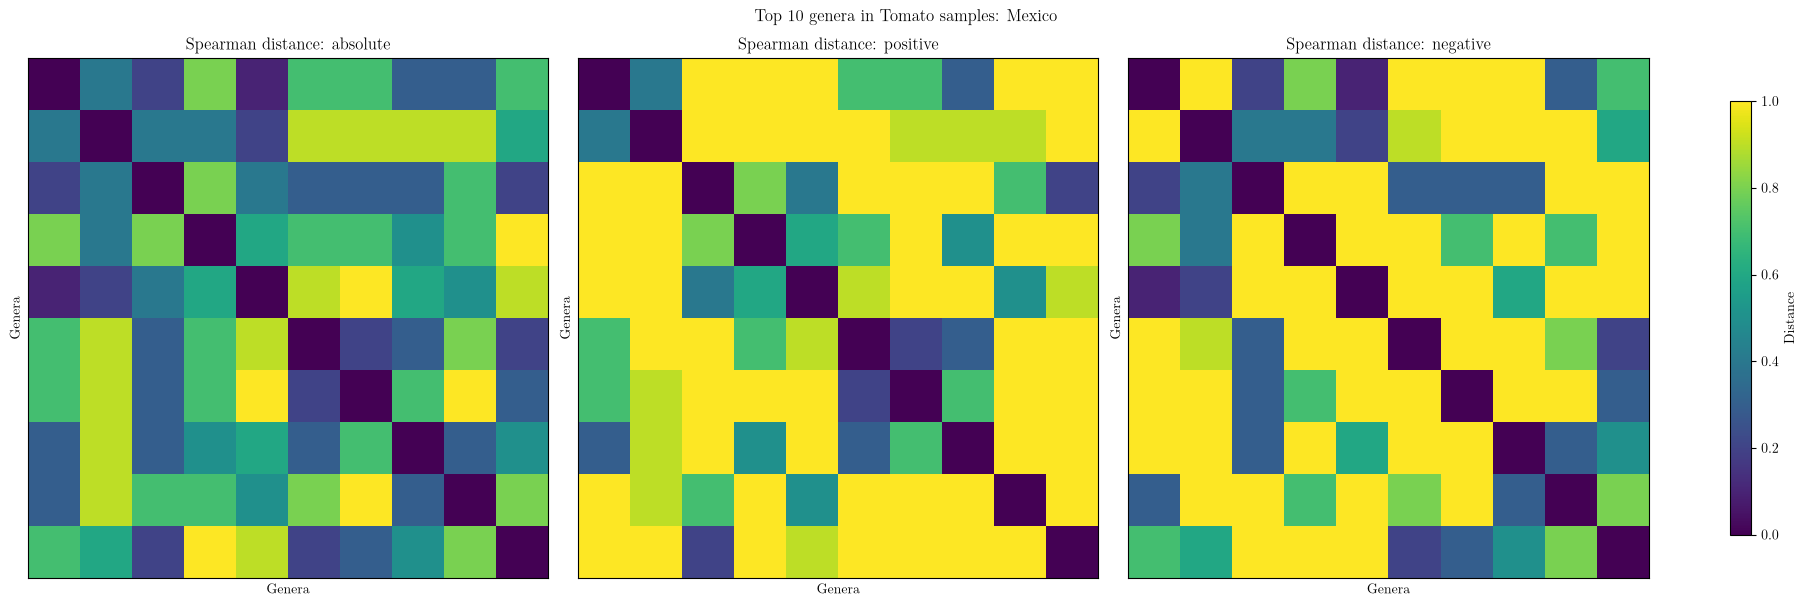 Top 10 genera in Tomato samples: Mexico
Spearman distance: absolute
Spearman distance: positive
Spearman distance: negative
Genera
Genera
Genera
Genera
Genera
Genera
1.0
0.8
0.6
0.4
0.2
0.0
Distance